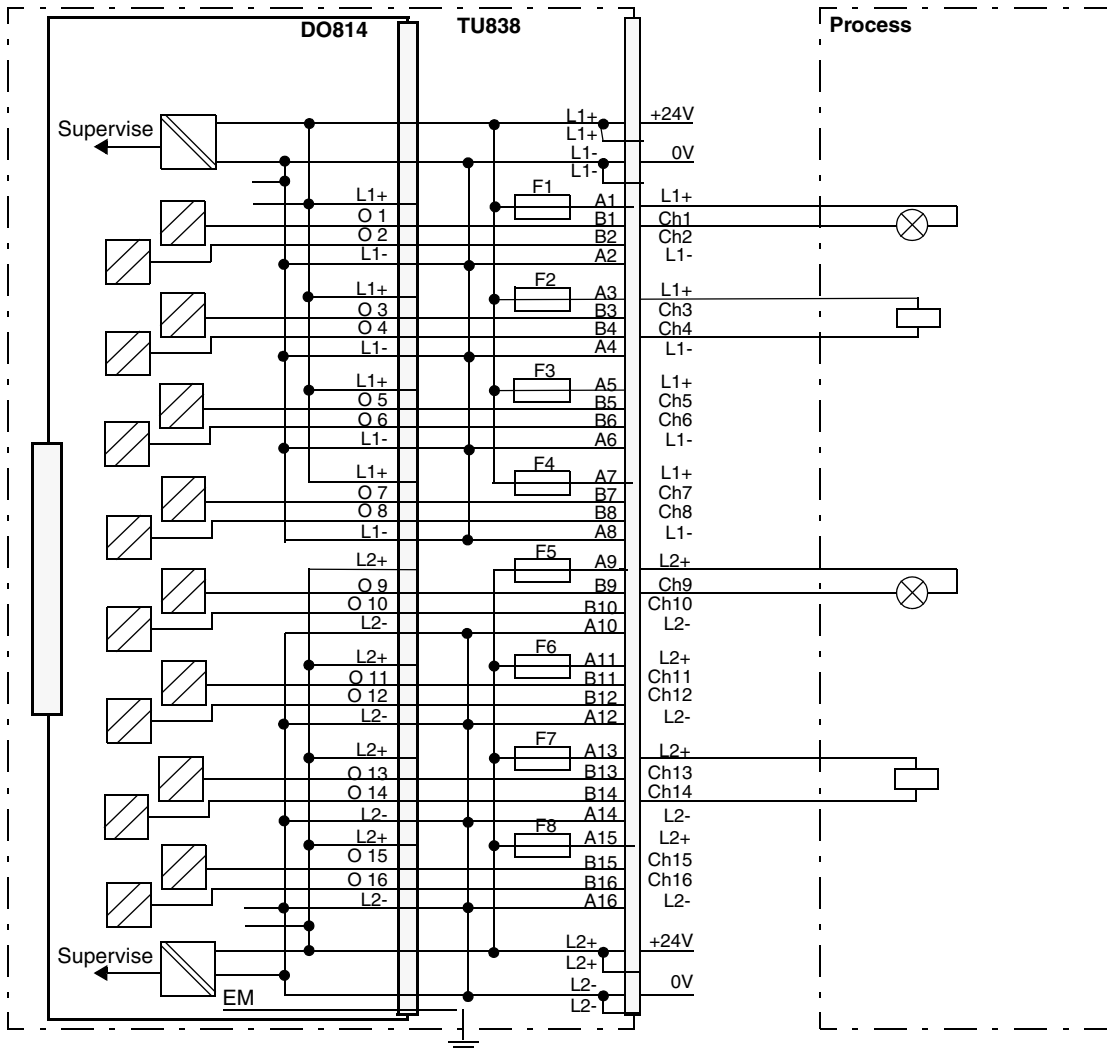 DO814 TU838 Process
L1+ +24V
Supervise L1+
L1- 0V
L1-
F1
L1+ A1 L1+
O 1 B1 Ch1
O 2 B2 Ch2
L1- A2 L1-
F2
L1+ A3 L1+
O 3 B3 Ch3
O 4 B4 Ch4
L1- A4 L1-
F3
L1+ A5 L1+
O 5 B5 Ch5
O 6 B6 Ch6
L1- A6 L1-
F4
L1+ A7 L1+
O 7 B7 Ch7
O 8 B8 Ch8
L1- A8 L1-
F5
L2+ A9 L2+
O 9 B9 Ch9
O 10 B10 Ch10
L2- A10 L2-
F6
L2+ A11 L2+
O 11 B11 Ch11
O 12 B12 Ch12
L2- A12 L2-
F7
L2+ A13 L2+
O 13 B13 Ch13
O 14 B14 Ch14
L2- A14 L2-
F8
L2+ A15 L2+
O 15 B15 Ch15
O 16 B16 Ch16
L2- A16 L2-
L2+ +24V
Supervise L2+
L2- 0V
EM L2-